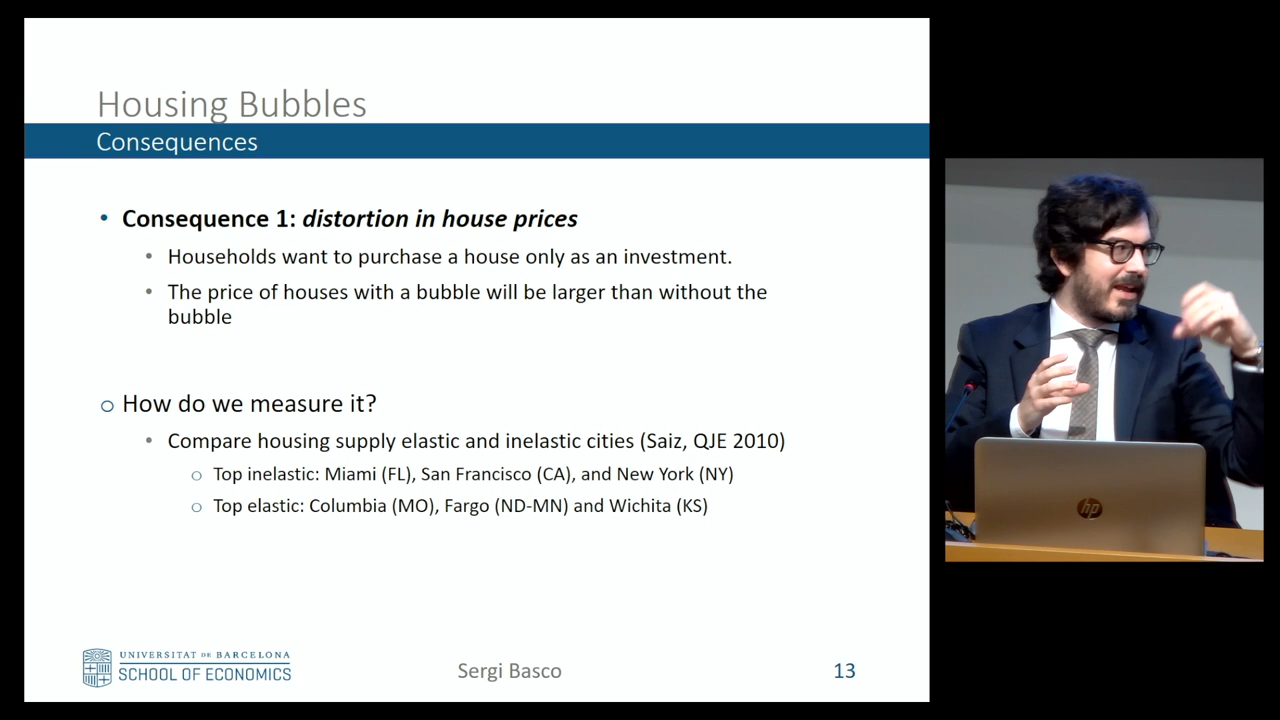 Housing Bubbles
Consequences
• Consequence 1: distortion in house prices
• Households want to purchase a house only as an investment.
• The price of houses with a bubble will be larger than without the
bubble
o How do we measure it?
• Compare housing supply elastic and inelastic cities (Saiz, QJE 2010)
o Top inelastic: Miami (FL), San Francisco (CA), and New York (NY)
o Top elastic: Columbia (MO), Fargo (ND-MN) and Wichita (KS)
UNIVERSITAT DE BARCELONA
SCHOOL OF ECONOMICS
Sergi Basco
13
hp